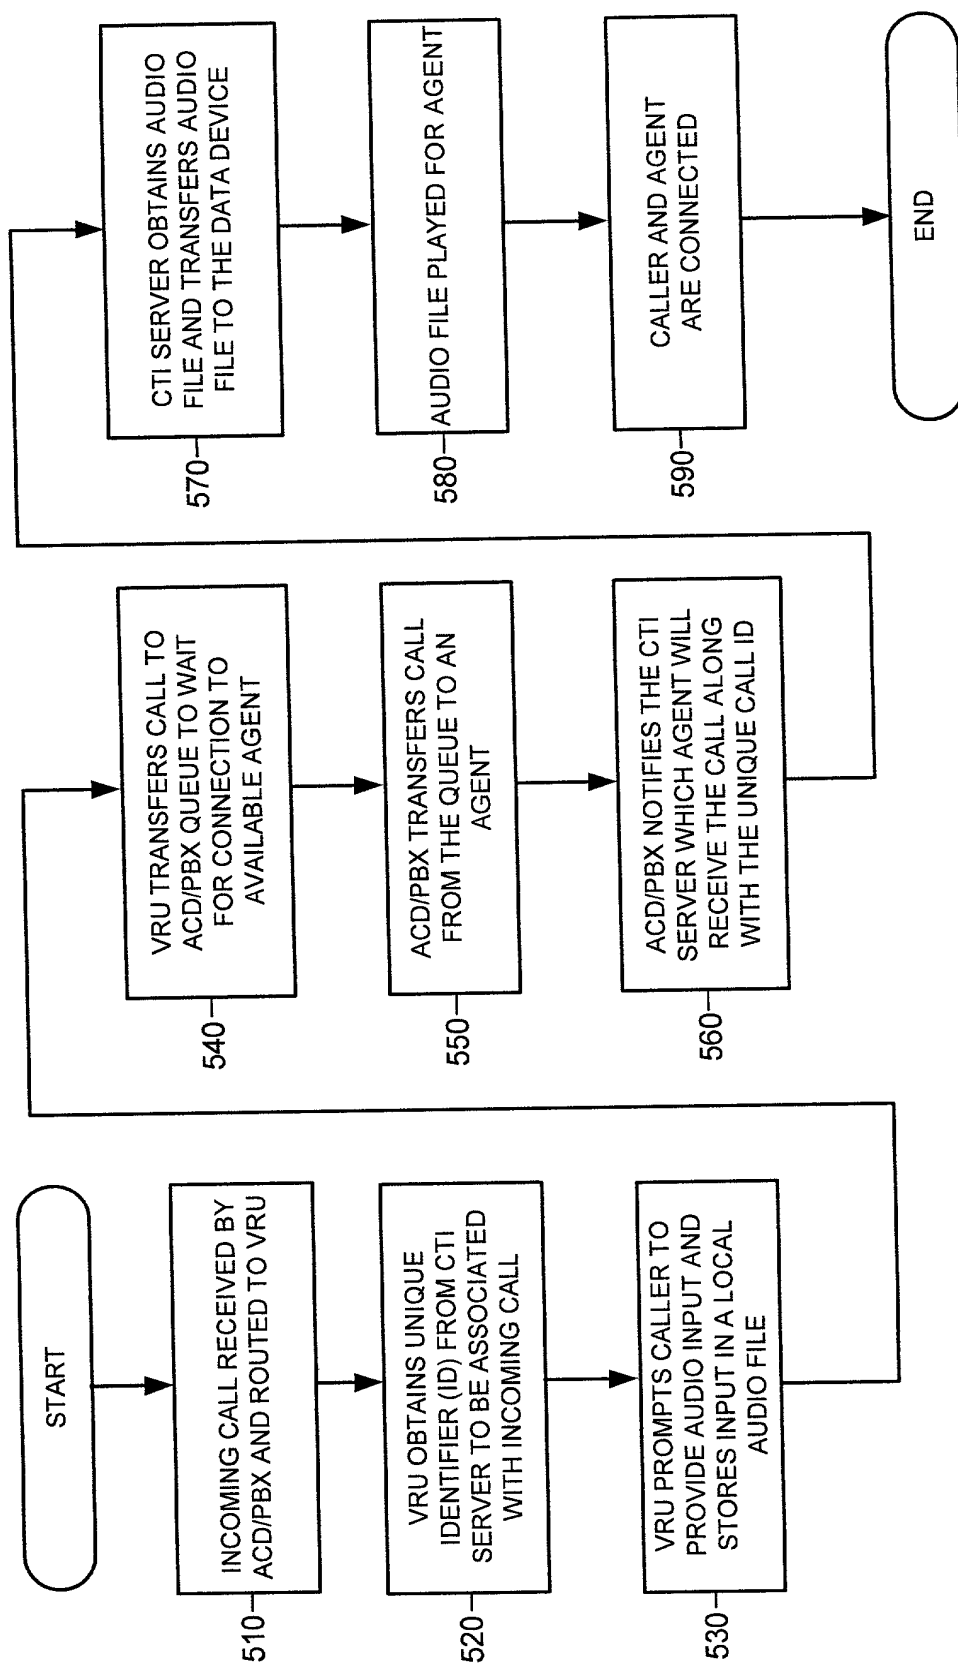 START
INCOMING CALL RECEIVED BY
ACD/PBX AND ROUTED TO VRU
510
VRU OBTAINS UNIQUE
IDENTIFIER (ID) FROM CTI
SERVER TO BE ASSOCIATED
WITH INCOMING CALL
520
VRU PROMPTS CALLER TO
PROVIDE AUDIO INPUT AND
STORES INPUT IN A LOCAL
AUDIO FILE
530
VRU TRANSFERS CALL TO
ACD/PBX QUEUE TO WAIT
FOR CONNECTION TO
AVAILABLE AGENT
540
ACD/PBX TRANSFERS CALL
FROM THE QUEUE TO AN
AGENT
550
ACD/PBX NOTIFIES THE CTI
SERVER WHICH AGENT WILL
RECEIVE THE CALL ALONG
WITH THE UNIQUE CALL ID
560
CTI SERVER OBTAINS AUDIO
FILE AND TRANSFERS AUDIO
FILE TO THE DATA DEVICE
570
AUDIO FILE PLAYED FOR AGENT
580
CALLER AND AGENT
ARE CONNECTED
590
END